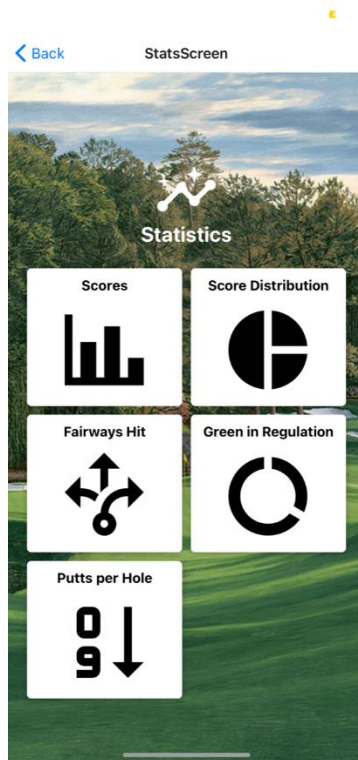 Back
StatsScreen
Statistics
Scores
Score Distribution
Fairways Hit
Green in Regulation
Putts per Hole
0
9